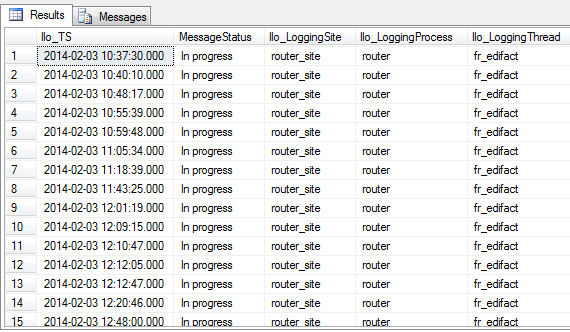 Results Messages
llo_TS MessageStatus llo_LoggingSite llo_LoggingProcess llo_LoggingThread
1 2014-02-03 10:37:30.000 In progress router_site router fr_edifact
2 2014-02-03 10:40:10.000 In progress router_site router fr_edifact
3 2014-02-03 10:48:17.000 In progress router_site router fr_edifact
4 2014-02-03 10:55:39.000 In progress router_site router fr_edifact
5 2014-02-03 10:59:48.000 In progress router_site router fr_edifact
6 2014-02-03 11:05:34.000 In progress router_site router fr_edifact
7 2014-02-03 11:18:39.000 In progress router_site router fr_edifact
8 2014-02-03 11:43:25.000 In progress router_site router fr_edifact
9 2014-02-03 12:01:19.000 In progress router_site router fr_edifact
10 2014-02-03 12:09:15.000 In progress router_site router fr_edifact
11 2014-02-03 12:10:47.000 In progress router_site router fr_edifact
12 2014-02-03 12:12:05.000 In progress router_site router fr_edifact
13 2014-02-03 12:12:47.000 In progress router_site router fr_edifact
14 2014-02-03 12:20:46.000 In progress router_site router fr_edifact
15 2014-02-03 12:48:00.000 In progress router_site router fr_edifact